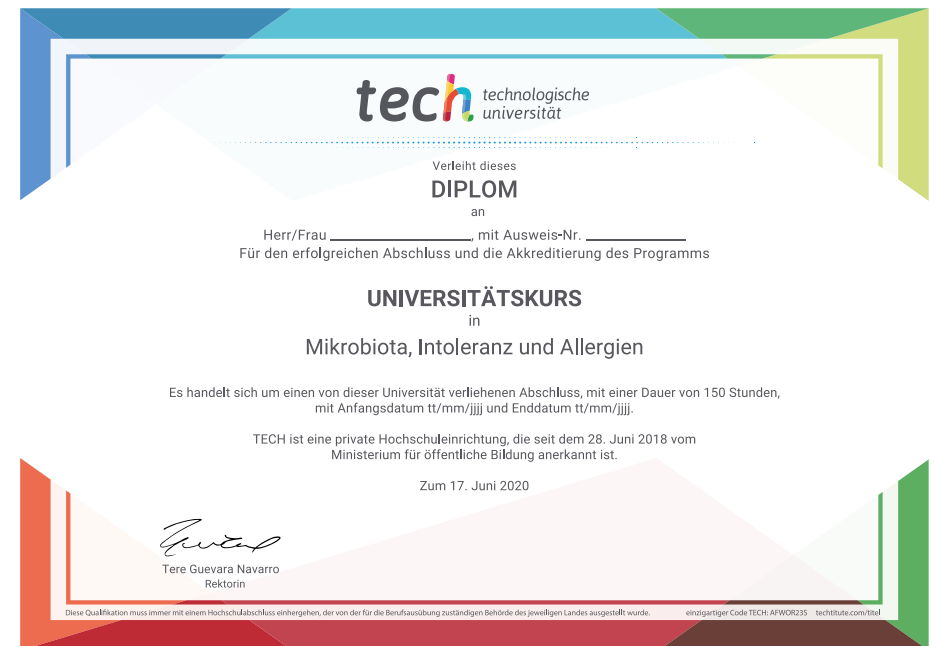 tech technologische
universität
Verleiht dieses
DIPLOM
an
Herr/Frau ______________, mit Ausweis-Nr. __________
Für den erfolgreichen Abschluss und die Akkreditierung des Programms
UNIVERSITÄTSKURS
in
Mikrobiota, Intoleranz und Allergien
Es handelt sich um einen von dieser Universität verliehenen Abschluss, mit einer Dauer von 150 Stunden,
mit Anfangsdatum tt/mm/jjjj und Enddatum tt/mm/jjjj.
TECH ist eine private Hochschuleinrichtung, die seit dem 28. Juni 2018 vom
Ministerium für öffentliche Bildung anerkannt ist.
Zum 17. Juni 2020
Tere Guevara Navarro
Rektorin
Diese Qualifikation muss immer mit einem Hochschulabschluss einhergehen, der von der für die Berufsausübung zuständigen Behörde des jeweiligen Landes ausgestellt wurde. einzigartiger Code TECH: AFWOR23S techtitute.com/titel